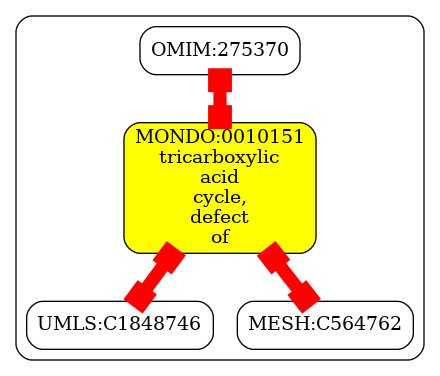 OMIM:275370
MONDO:0010151
tricarboxylic
acid
cycle,
defect
of
UMLS:C1848746
MESH:C564762